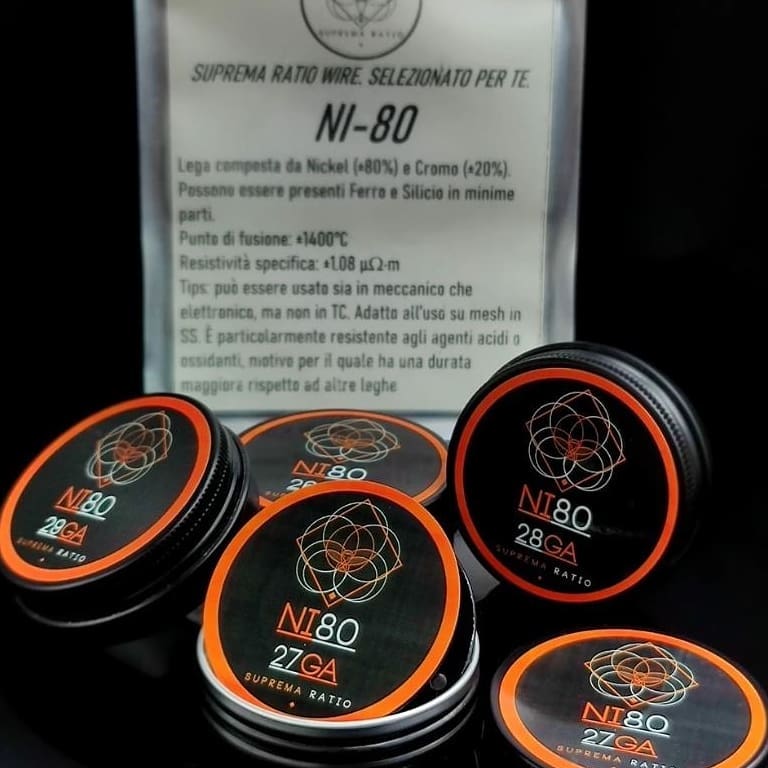 SUPREMA RATIO
SUPREMA RATIO WIRE. SELEZIONATO PER TE.
NI-80
Lega composta da Nickel (±80%) e Cromo (±20%).
Possono essere presenti Ferro e Silicio in minime
parti.
Punto di fusione: ±1400°C
Resistività specifica: ±1.08 µΩ·m
Tips: può essere usato sia in meccanico che
elettronico, ma non in TC. Adatto all'uso su mesh in
SS. È particolarmente resistente agli agenti acidi o
ossidanti, motivo per il quale ha una durata
maggiore rispetto ad altre leghe
NI80
28GA
SUPREMA RATIO
NI80
NI80
28GA
SUPREMA RATIO
NI80
27GA
SUPREMA RATIO
NI80
27GA
SUPREMA RATIO